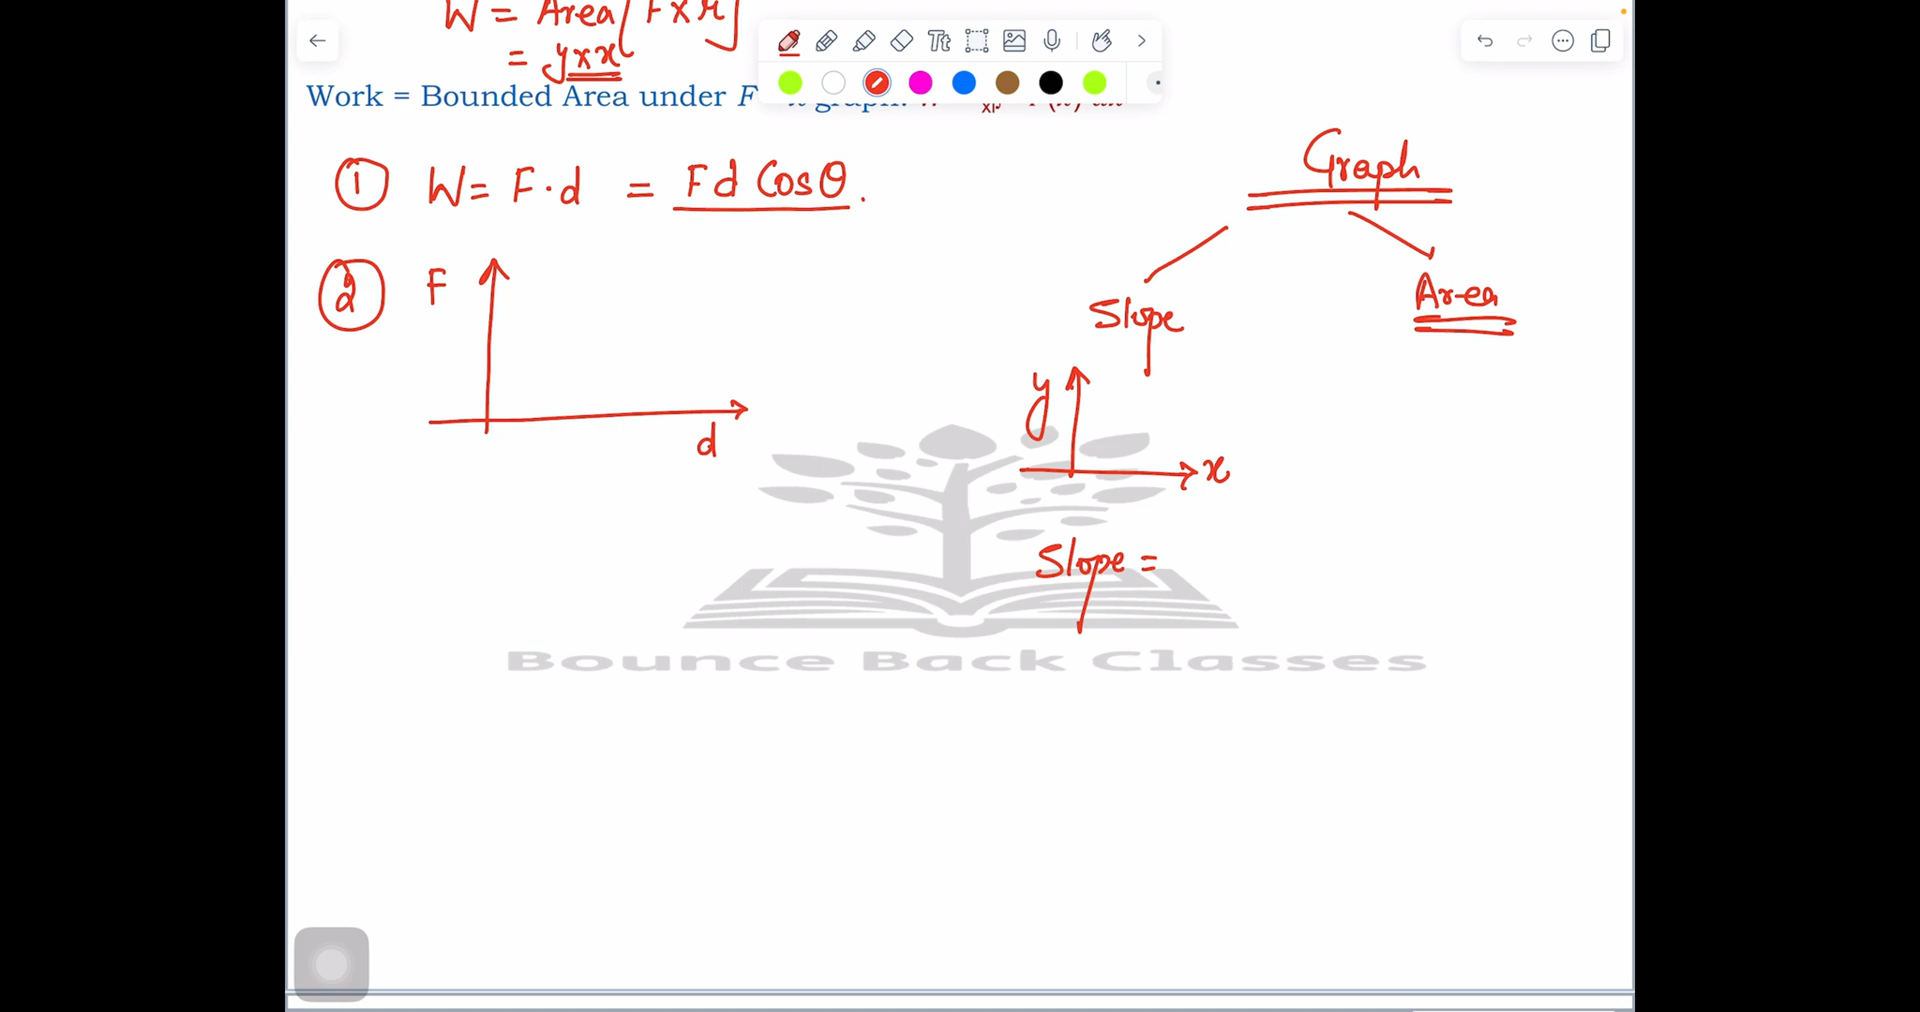 W = Area [F x x]
= y x x
Work = Bounded Area under F
① W = F · d = Fd Cosθ.
Graph
② F
d
Slope
Area
y
x
Slope =
Bounce Back Classes